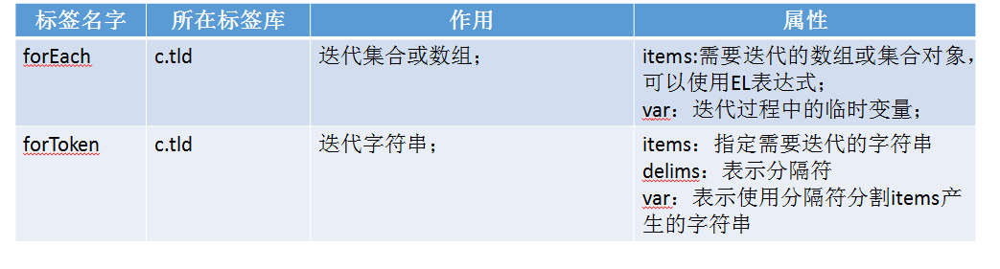 标签名字 所在标签库 作用 属性
forEach c.tld 迭代集合或数组； items:需要迭代的数组或集合对象，
可以使用EL表达式；
var：迭代过程中的临时变量；
forToken c.tld 迭代字符串； items：指定需要迭代的字符串
delims：表示分隔符
var：表示使用分隔符分割items产
生的字符串